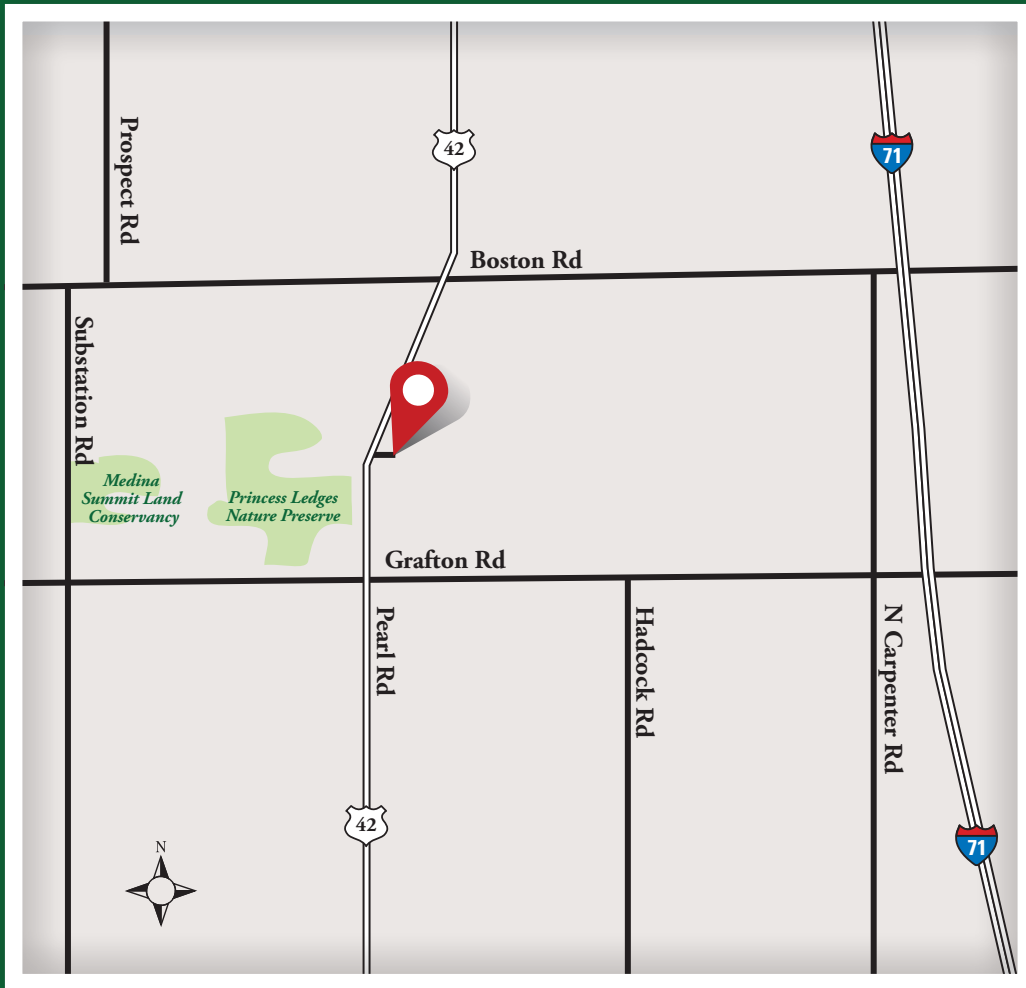 Prospect Rd
42
71
Boston Rd
Substation Rd
Medina
Summit Land
Conservancy
Princess Ledges
Nature Preserve
Grafton Rd
Pearl Rd
Hadcock Rd
N Carpenter Rd
42
71
N